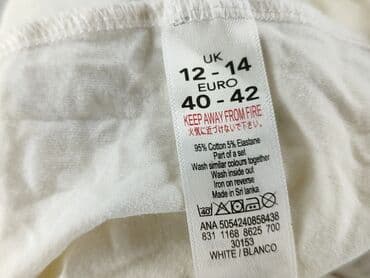 UK
12 - 14
EURO
40 - 42
KEEP AWAY FROM FIRE
火気に近づけないで下さい。
95% Cotton 5% Elastane
Part of a set
Wash similar colours together
Wash inside out
Iron on reverse
Made in Sri lanka
40°
ANA 5054240858438
831 1168 8625 700
30153
WHITE / BLANCO